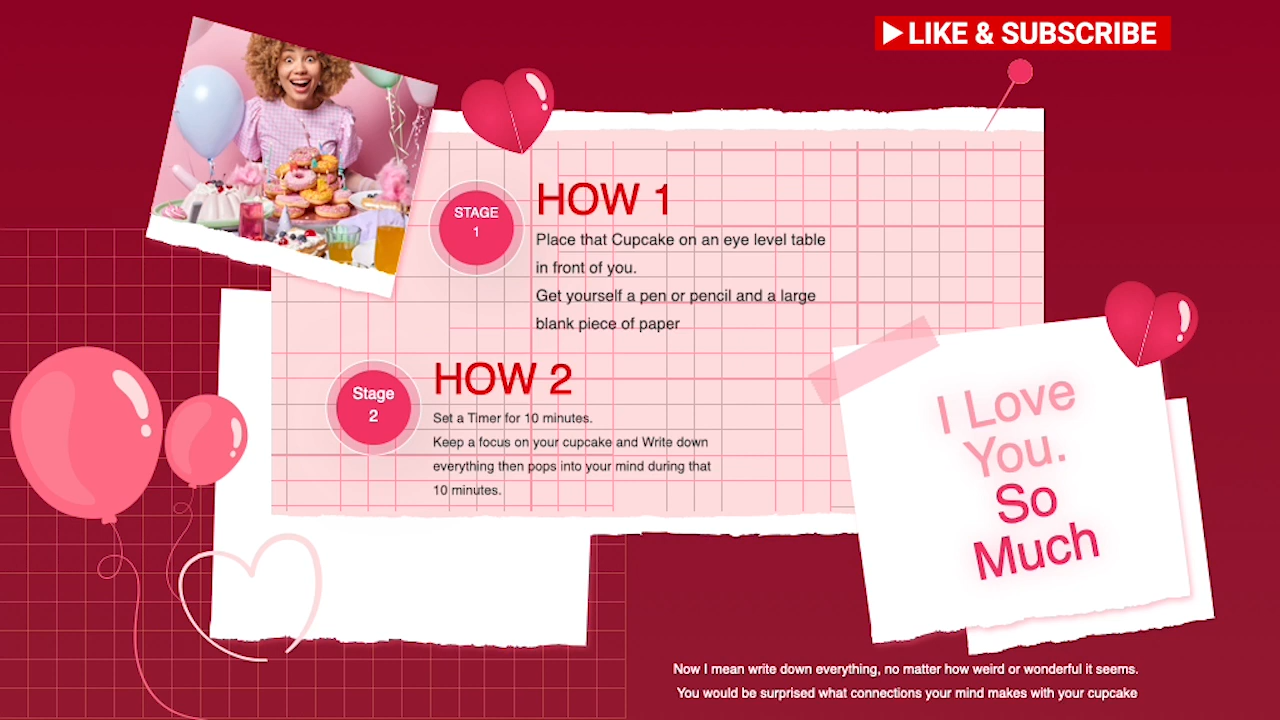 LIKE & SUBSCRIBE
STAGE
1
HOW 1
Place that Cupcake on an eye level table
in front of you.
Get yourself a pen or pencil and a large
blank piece of paper
Stage
2
HOW 2
Set a Timer for 10 minutes.
Keep a focus on your cupcake and Write down
everything then pops into your mind during that
10 minutes.
I Love
You.
So
Much
Now I mean write down everything, no matter how weird or wonderful it seems.
You would be surprised what connections your mind makes with your cupcake